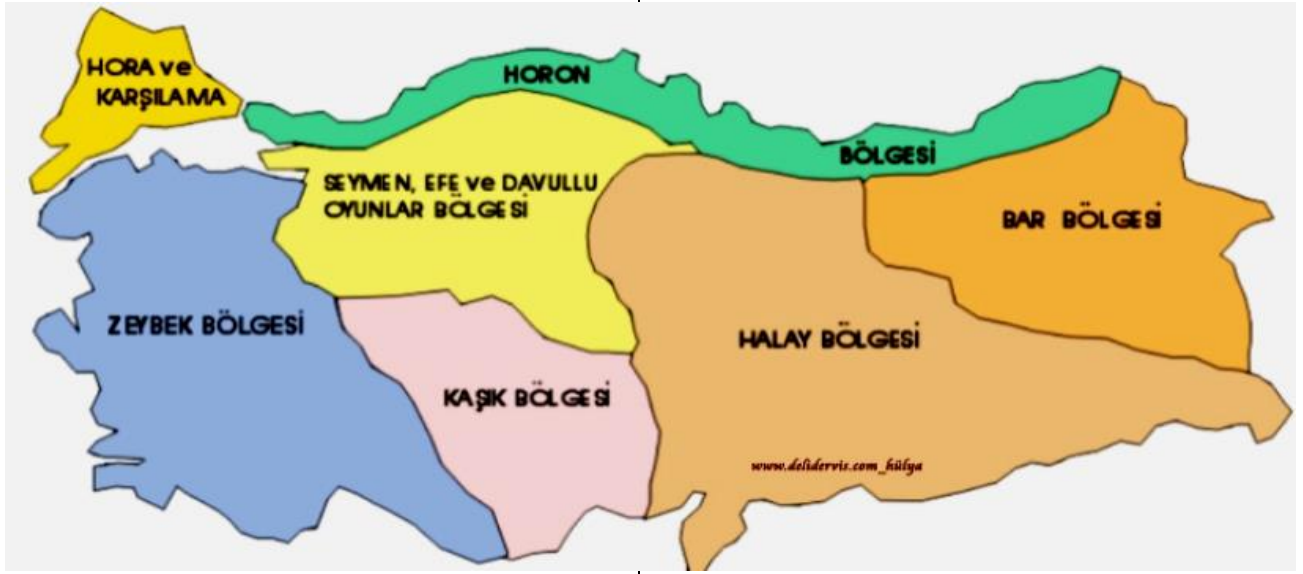 HORA ve
KARŞILAMA
HORON
BÖLGESİ
SEYMEN, EFE ve DAVULLU
OYUNLAR BÖLGESİ
BAR BÖLGESİ
ZEYBEK BÖLGESİ
HALAY BÖLGESİ
KAŞIK BÖLGESİ
www.delidervis.com_hülya